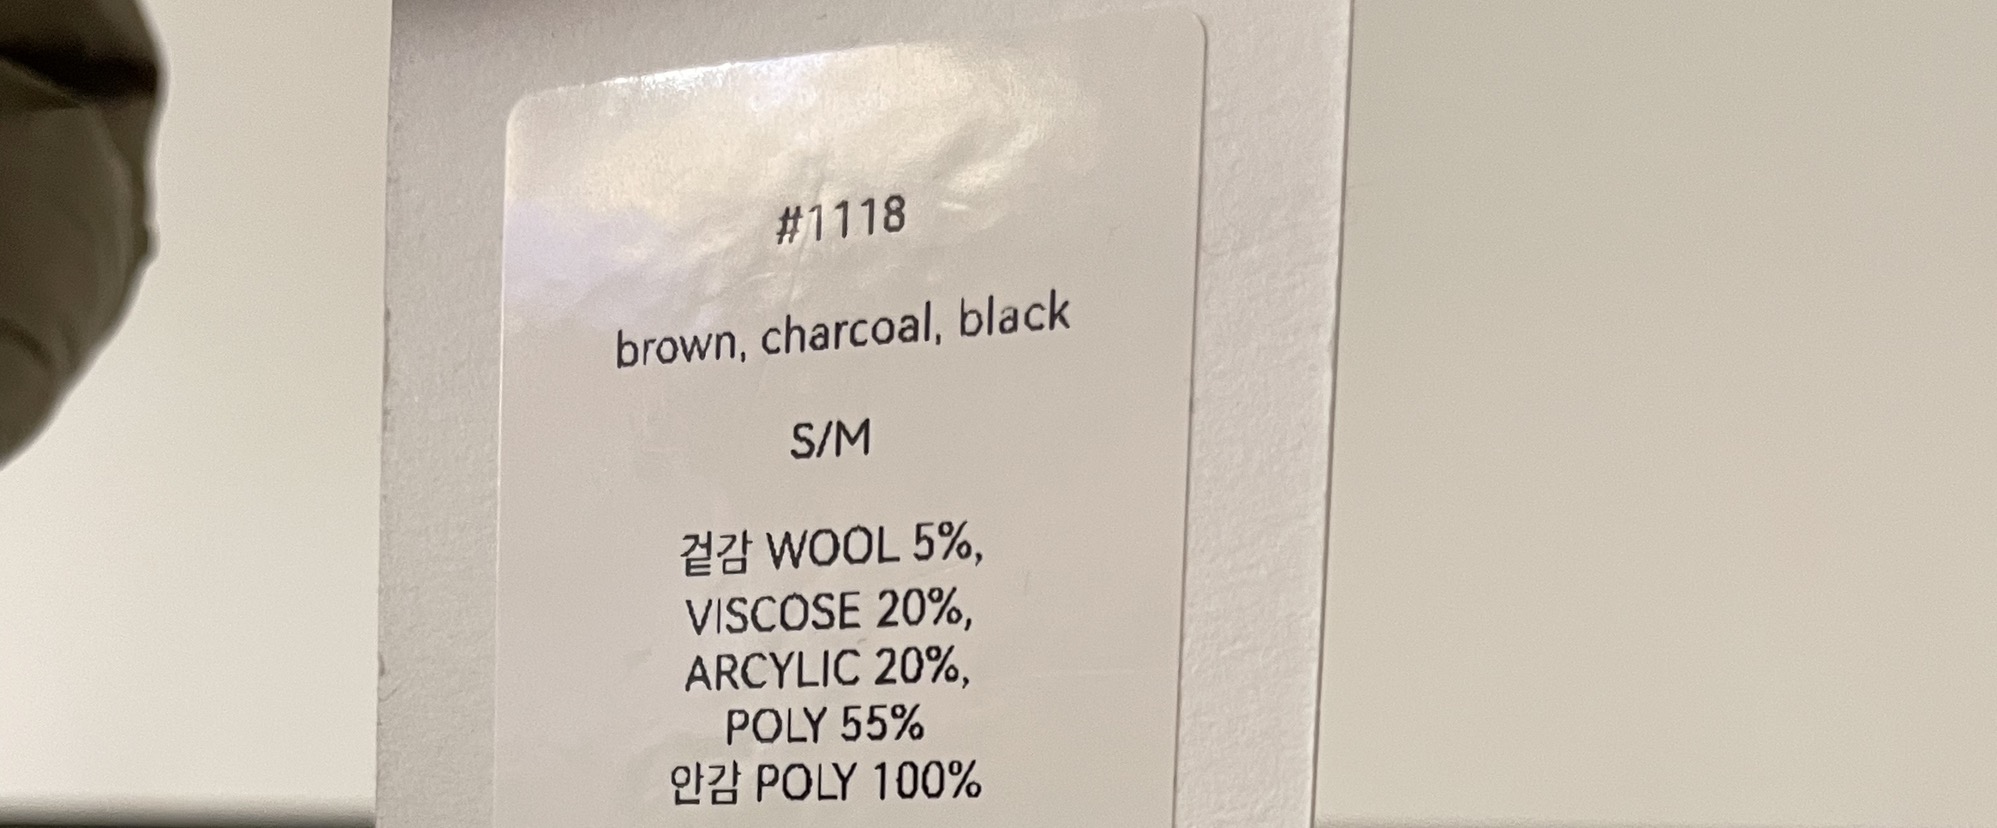 #1118
brown, charcoal, black
S/M
겉감 WOOL 5%,
VISCOSE 20%,
ARCYLIC 20%,
POLY 55%
안감 POLY 100%